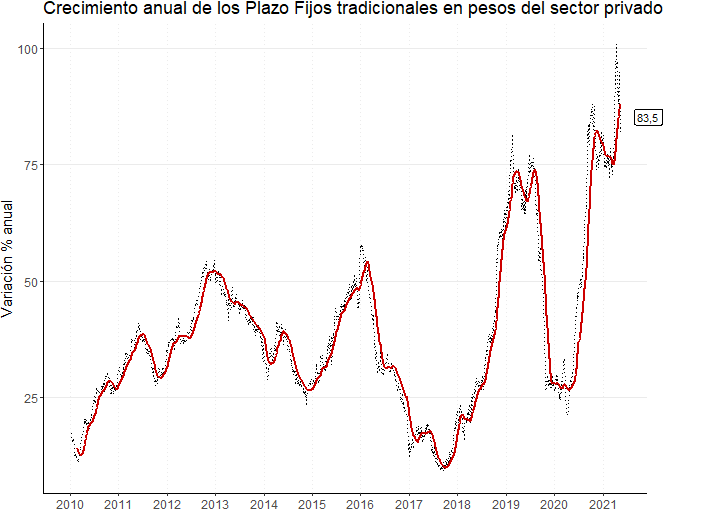 Crecimiento anual de los Plazo Fijos tradicionales en pesos del sector privado
Variación % anual
100
75
50
25
83,5
2010 2011 2012 2013 2014 2015 2016 2017 2018 2019 2020 2021